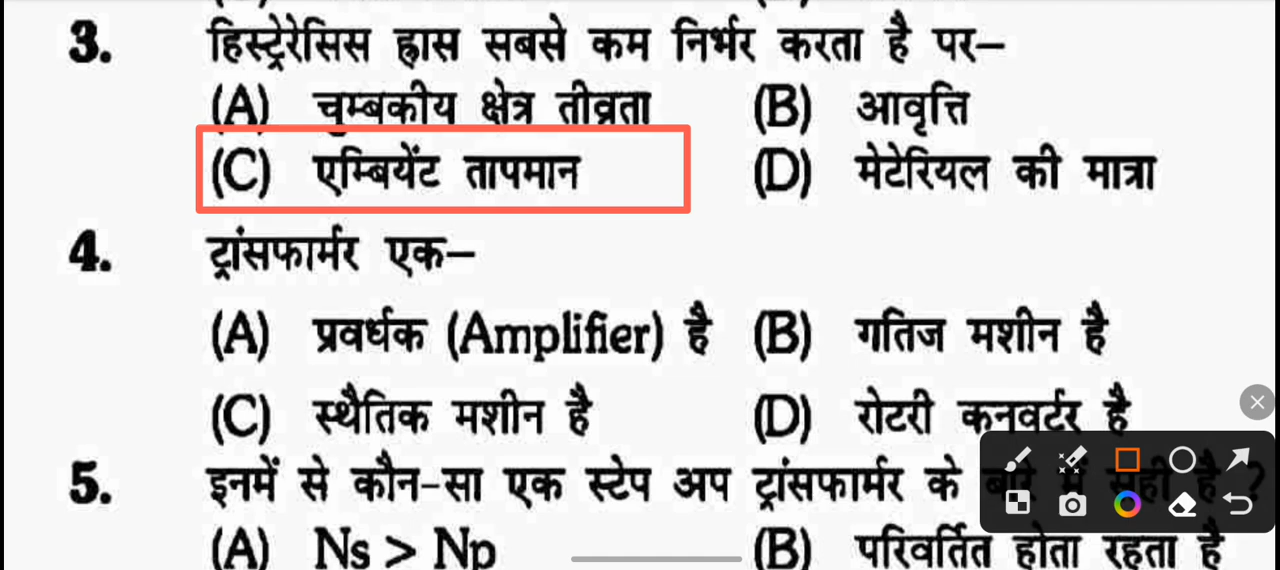 3. हिस्ट्रेरेसिस ह्रास सबसे कम निर्भर करता है पर–
(A) चुम्बकीय क्षेत्र तीव्रता (B) आवृत्ति
(C) एम्बियेंट तापमान (D) मेटेरियल की मात्रा
4. ट्रांसफार्मर एक–
(A) प्रवर्धक (Amplifier) है (B) गतिज मशीन है
(C) स्थैतिक मशीन है (D) रोटरी कनवर्टर है
5. इनमें से कौन-सा एक स्टेप अप ट्रांसफार्मर के बारे में सही है ?
(A) Ns > Np (B) परिवर्तित होता रहता है